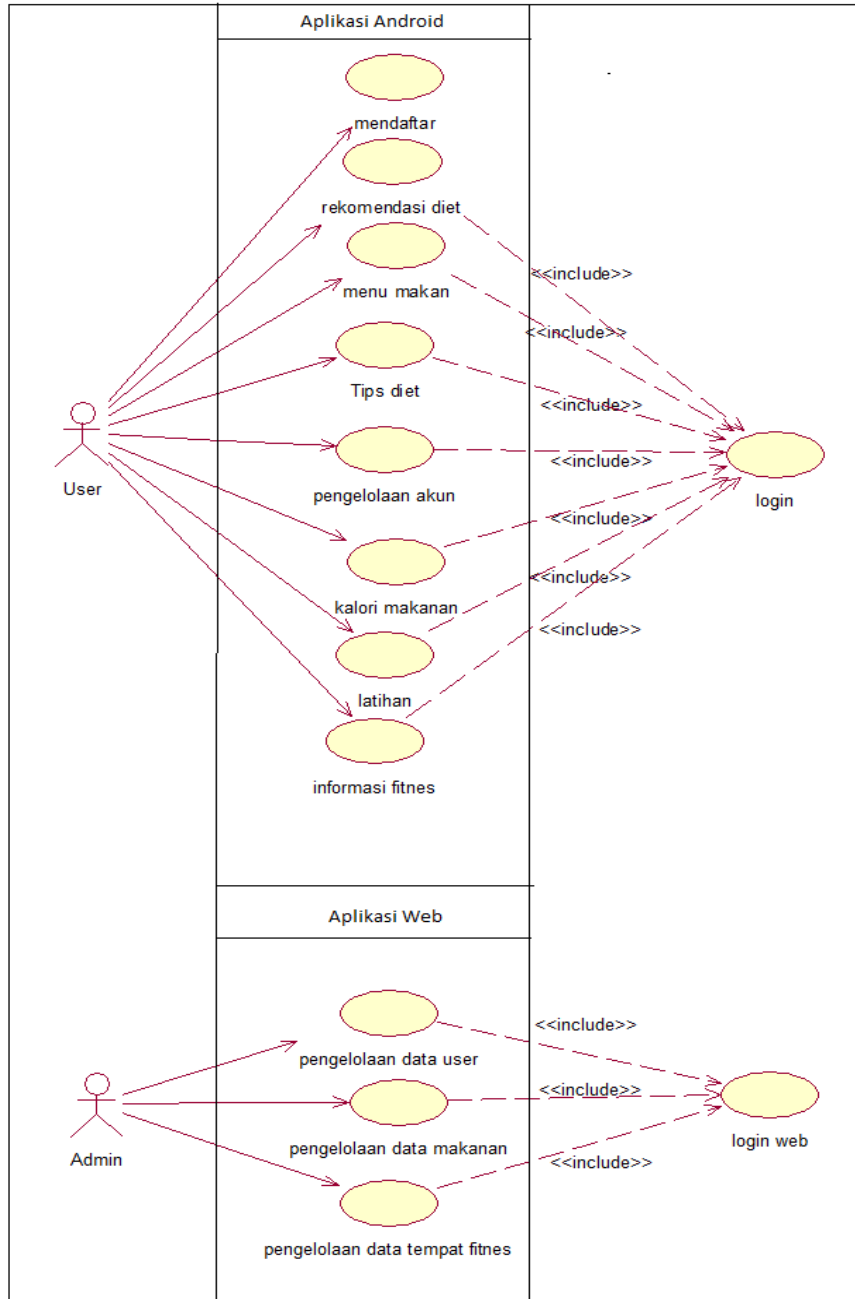 Aplikasi Android
mendaftar
rekomendasi diet
<<include>>
menu makan
<<include>>
Tips diet
<<include>>
User
pengelolaan akun
<<include>>
login
<<include>>
kalori makanan
<<include>>
latihan
<<include>>
informasi fitnes
Aplikasi Web
pengelolaan data user
<<include>>
Admin
pengelolaan data makanan
<<include>>
login web
<<include>>
pengelolaan data tempat fitnes